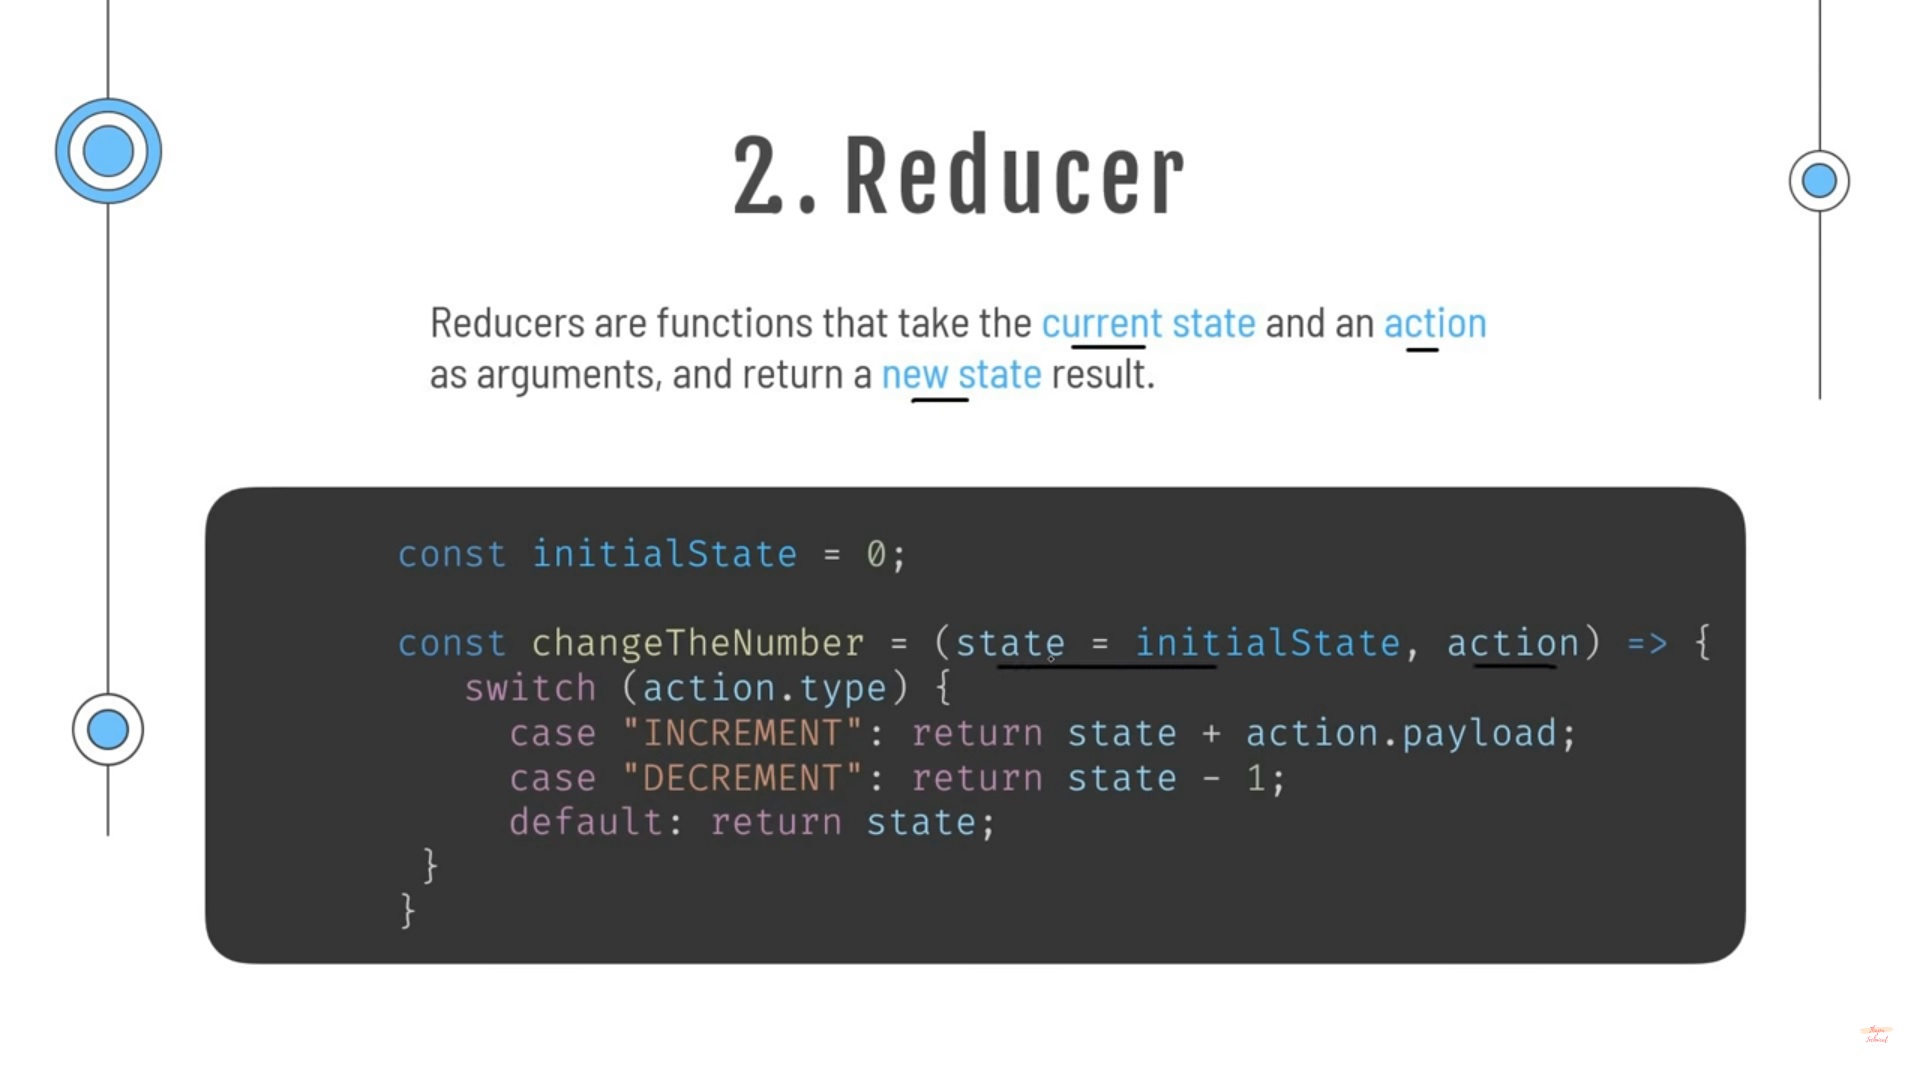 2. Reducer
Reducers are functions that take the current state and an action
as arguments, and return a new state result.
const initialState = 0;
const changeTheNumber = (state = initialState, action) => {
switch (action.type) {
case "INCREMENT": return state + action.payload;
case "DECREMENT": return state - 1;
default: return state;
}
}